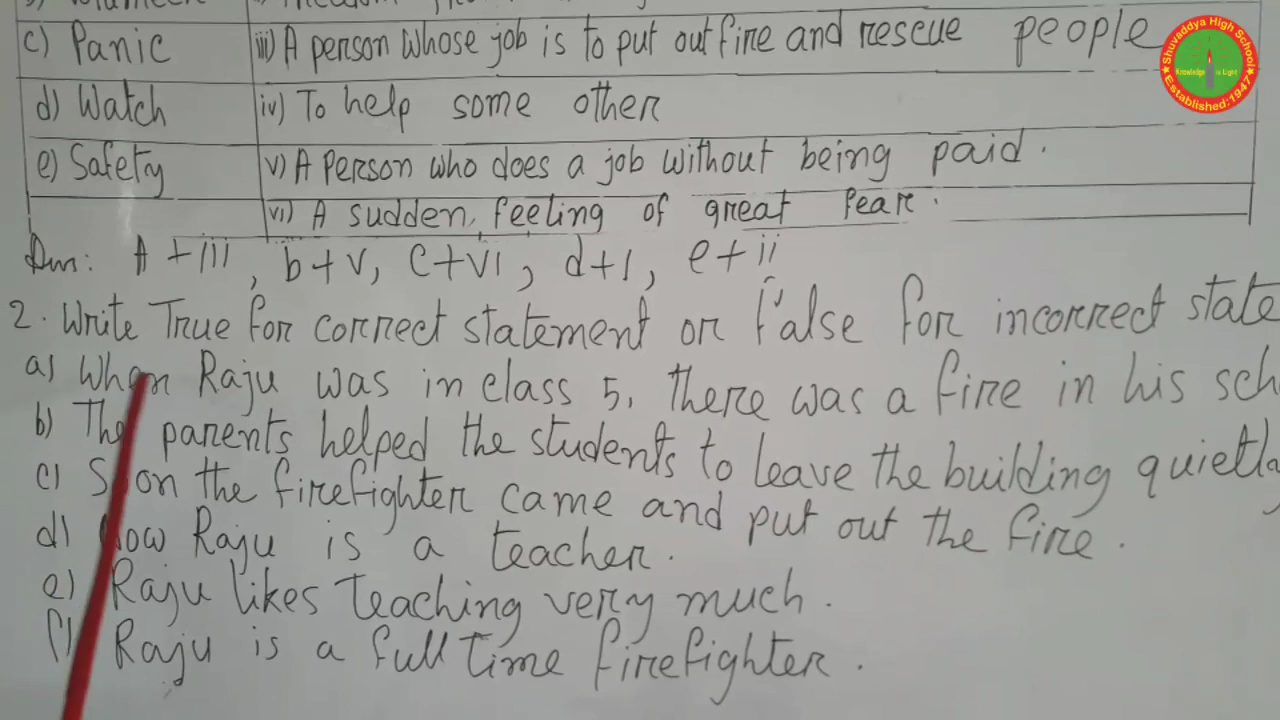 b) Volunteer ii) freedom
c) Panic iii) A person whose job is to put out fire and rescue people
d) Watch iv) To help some other
e) Safety v) A Person who does a job without being paid.
vi) A sudden, feeling of great fear.
Ans: A + iii, b + v, c + vi, d + i, e + ii
2. Write True for correct statement or False for incorrect state
a) When Raju was in class 5, there was a fire in his sch
b) The parents helped the students to leave the building quietly
c) Soon the firefighter came and put out the fire.
d) Now Raju is a teacher.
e) Raju likes teaching very much.
f) Raju is a full time firefighter.
Shuvaddya High School
Knowledge is Light
Established:1947